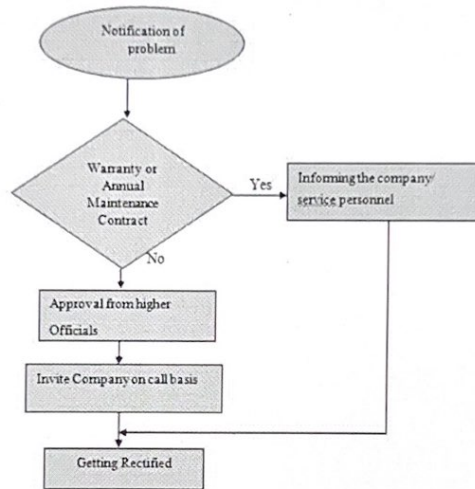 Notification of
problem
Warranty or
Annual
Maintenance
Contract
Yes
Informing the company/
service personnel
No
Approval from higher
Officials
Invite Company on call basis
Getting Rectified